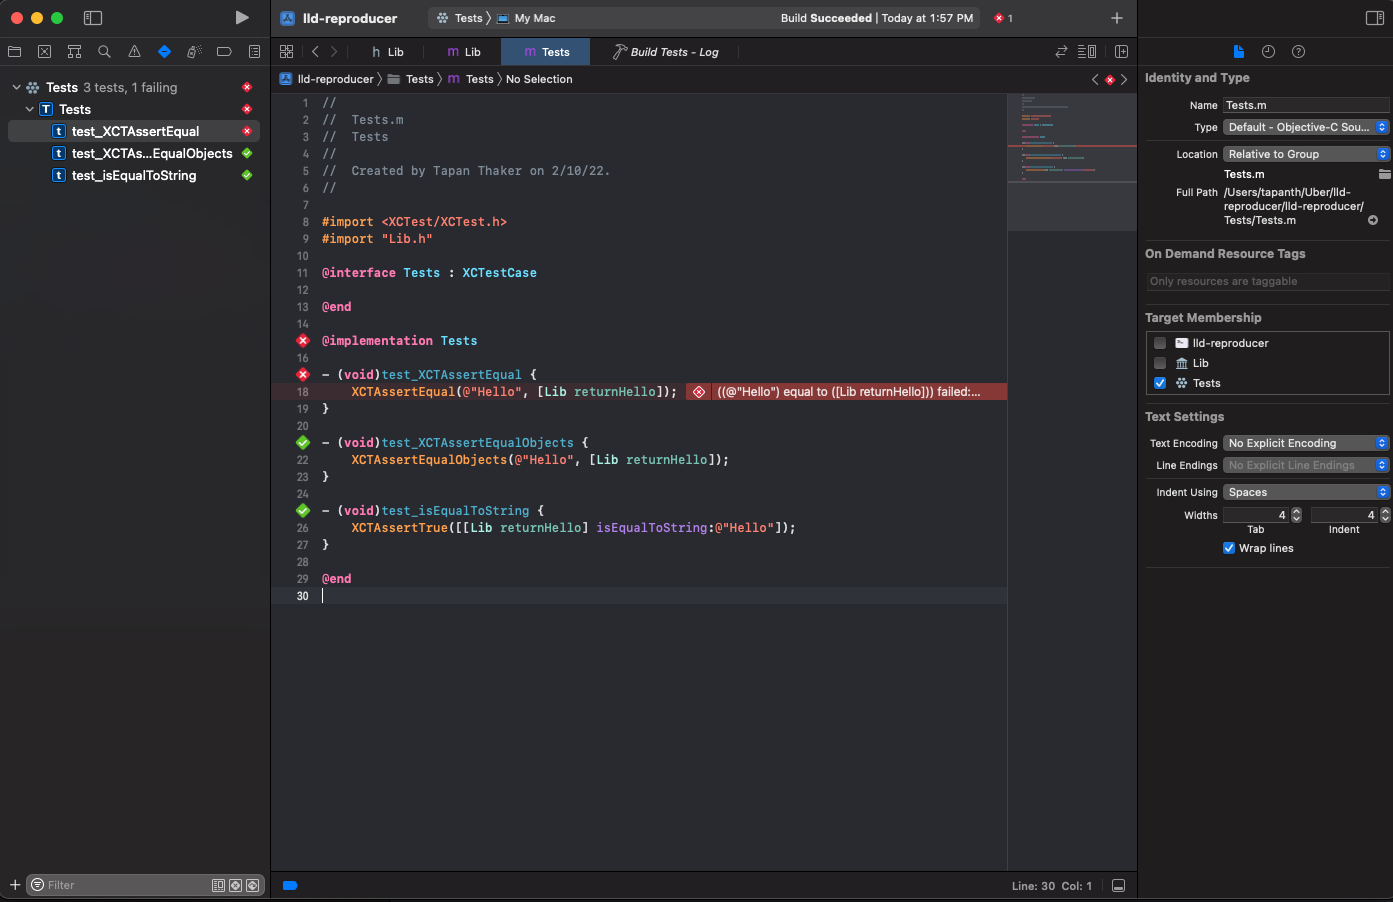 lld-reproducer
Tests
My Mac
Build Succeeded | Today at 1:57 PM
1
h Lib
m Lib
m Tests
Build Tests - Log
lld-reproducer
Tests
m Tests
No Selection
Tests 3 tests, 1 failing
T Tests
t test_XCTAssertEqual
t test_XCTAs...EqualObjects
t test_isEqualToString
Filter
1 //
2 //  Tests.m
3 //  Tests
4 //
5 //  Created by Tapan Thaker on 2/10/22.
6 //
7
8 #import <XCTest/XCTest.h>
9 #import "Lib.h"
10
11 @interface Tests : XCTestCase
12
13 @end
14
@implementation Tests
16
- (void)test_XCTAssertEqual {
18     XCTAssertEqual(@"Hello", [Lib returnHello]); ((@"Hello") equal to ([Lib returnHello])) failed:...
19 }
20
- (void)test_XCTAssertEqualObjects {
22     XCTAssertEqualObjects(@"Hello", [Lib returnHello]);
23 }
24
- (void)test_isEqualToString {
26     XCTAssertTrue([[Lib returnHello] isEqualToString:@"Hello"]);
27 }
28
29 @end
30
Line: 30 Col: 1
Identity and Type
Name Tests.m
Type Default - Objective-C Sou...
Location Relative to Group
Tests.m
Full Path /Users/tapanth/Uber/lld-
reproducer/lld-reproducer/
Tests/Tests.m
On Demand Resource Tags
Only resources are taggable
Target Membership
lld-reproducer
Lib
Tests
Text Settings
Text Encoding No Explicit Encoding
Line Endings No Explicit Line Endings
Indent Using Spaces
Widths 4 4
Tab Indent
Wrap lines